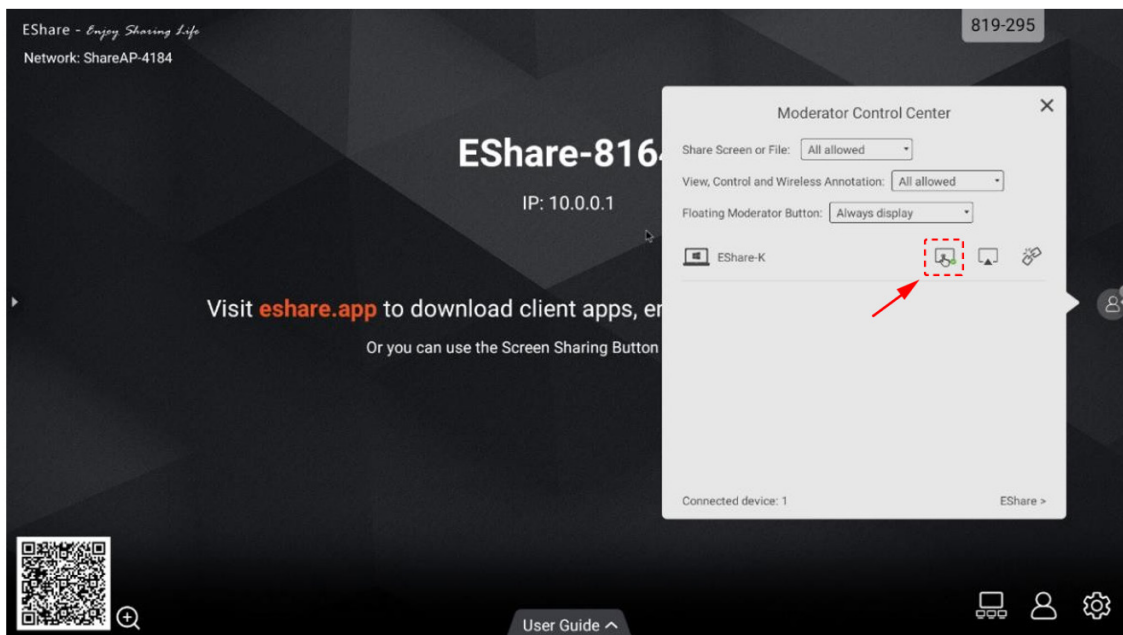 EShare - Enjoy Sharing Life
819-295
Network: ShareAP-4184
Moderator Control Center
EShare-8164
Share Screen or File: All allowed
View, Control and Wireless Annotation: All allowed
IP: 10.0.0.1
Floating Moderator Button: Always display
EShare-K
Visit eshare.app to download client apps, er
Or you can use the Screen Sharing Button
Connected device: 1
EShare >
User Guide